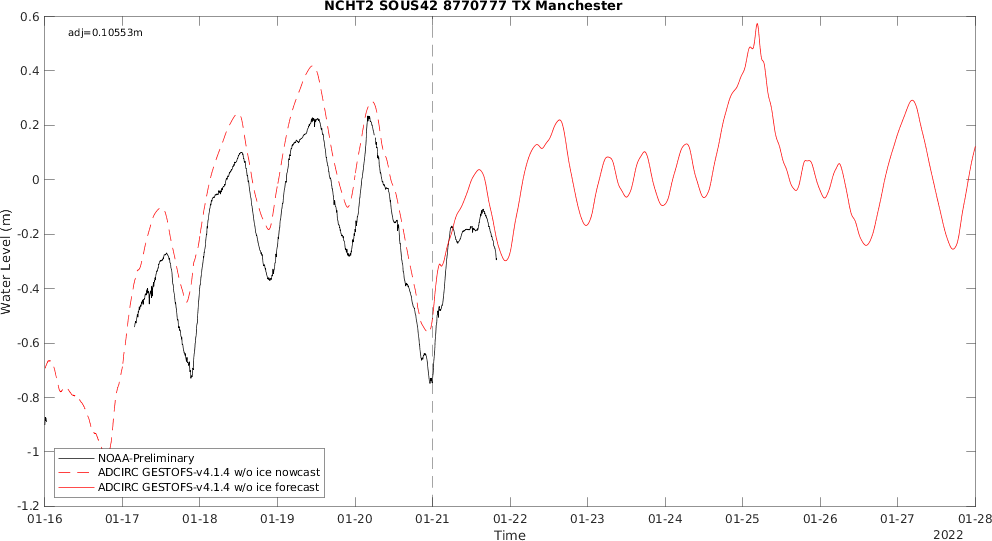 NCHT2 SOUS42 8770777 TX Manchester
adj=0.10553m
0.6
0.4
0.2
0
-0.2
-0.4
-0.6
-0.8
-1
-1.2
Water Level (m)
NOAA-Preliminary
ADCIRC GESTOFS-v4.1.4 w/o ice nowcast
ADCIRC GESTOFS-v4.1.4 w/o ice forecast
01-16 01-17 01-18 01-19 01-20 01-21 01-22 01-23 01-24 01-25 01-26 01-27 01-28
Time
2022